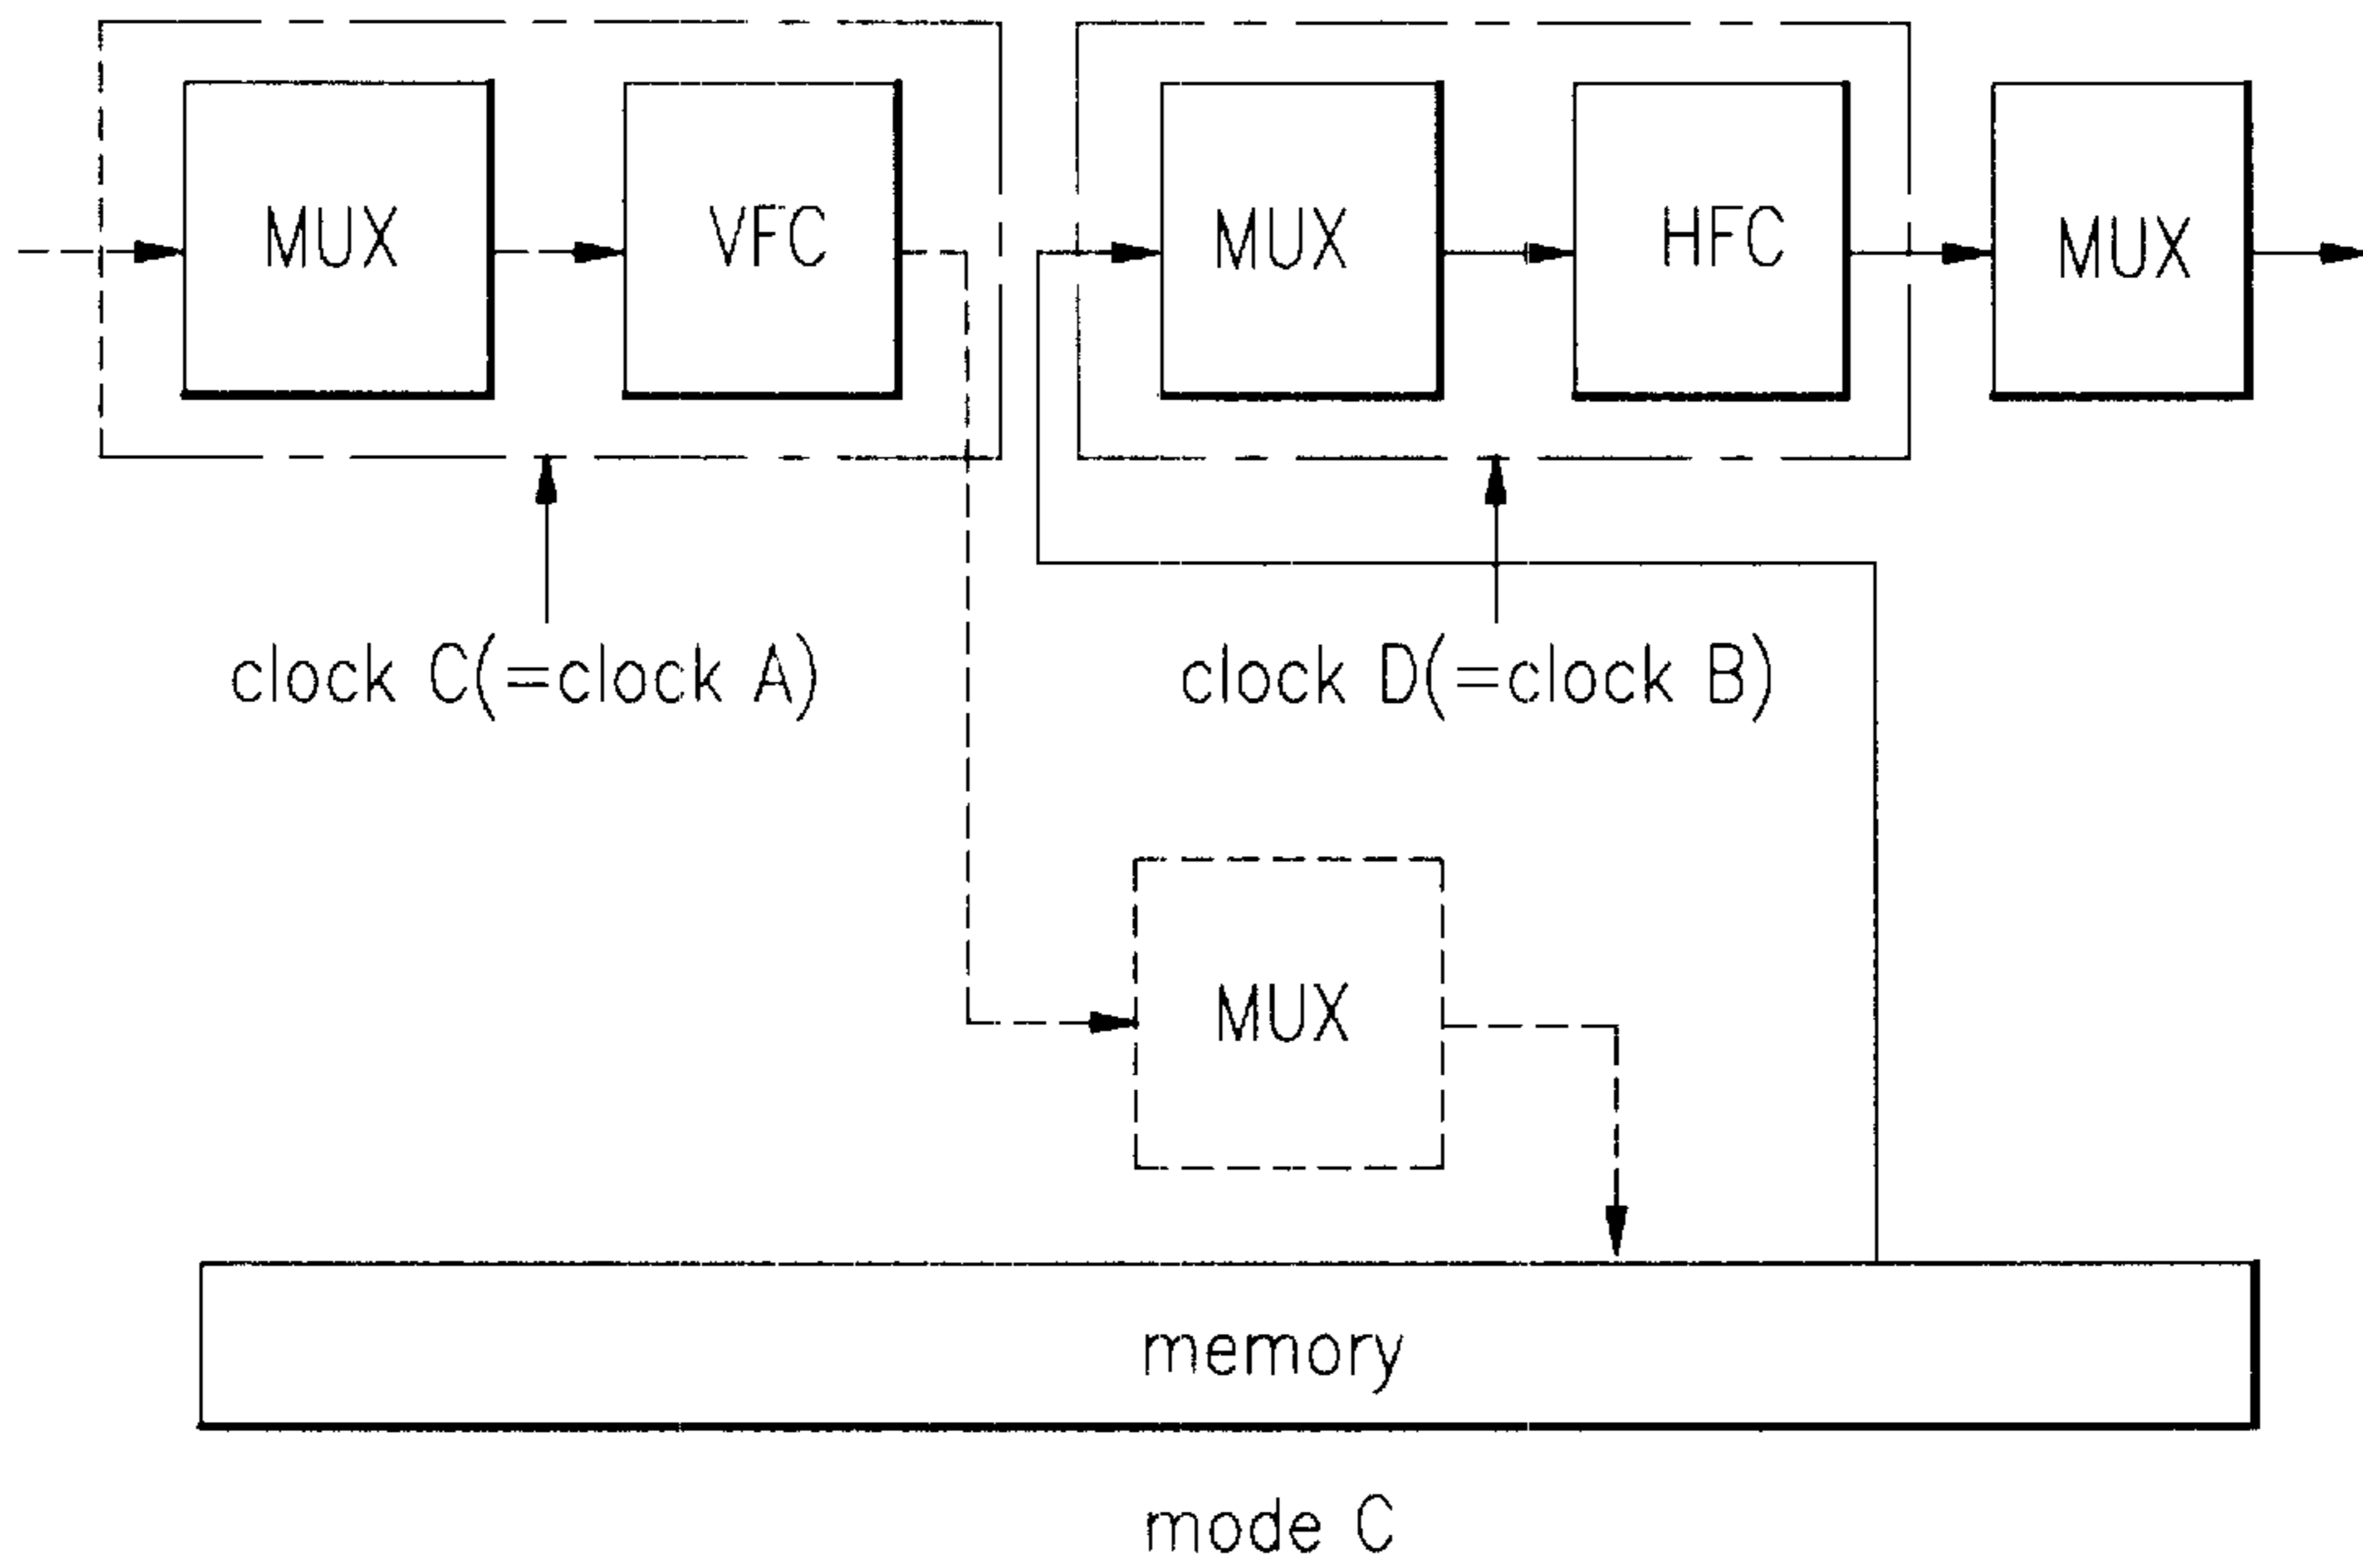 MUX
VFC
MUX
HFC
MUX
clock C(=clock A)
clock D(=clock B)
MUX
memory
mode C